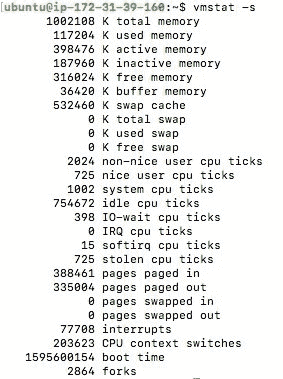 [ubuntu@ip-172-31-39-160:~$ vmstat -s
1002108 K total memory
117204 K used memory
398476 K active memory
187960 K inactive memory
316024 K free memory
36420 K buffer memory
532460 K swap cache
0 K total swap
0 K used swap
0 K free swap
2024 non-nice user cpu ticks
725 nice user cpu ticks
1002 system cpu ticks
754672 idle cpu ticks
398 IO-wait cpu ticks
0 IRQ cpu ticks
15 softirq cpu ticks
725 stolen cpu ticks
388461 pages paged in
335004 pages paged out
0 pages swapped in
0 pages swapped out
77708 interrupts
203623 CPU context switches
1595600154 boot time
2864 forks